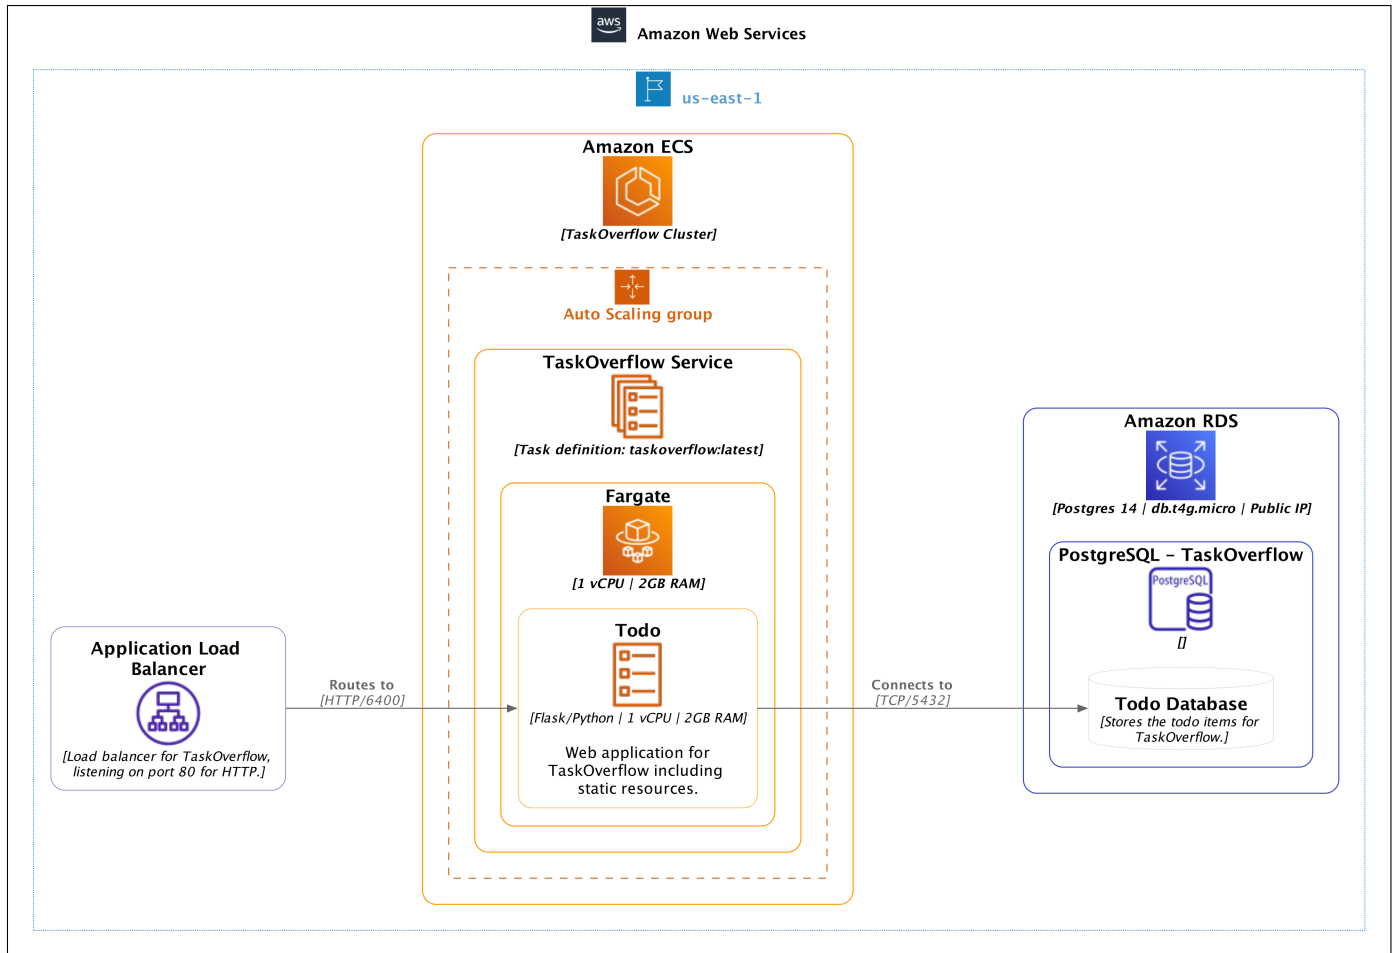 aws
Amazon Web Services
us-east-1
Amazon ECS
[TaskOverflow Cluster]
Auto Scaling group
TaskOverflow Service
[Task definition: taskoverflow:latest]
Fargate
[1 vCPU | 2GB RAM]
Todo
[Flask/Python | 1 vCPU | 2GB RAM]
Web application for
TaskOverflow including
static resources.
Application Load
Balancer
[Load balancer for TaskOverflow,
listening on port 80 for HTTP.]
Routes to
[HTTP/6400]
Connects to
[TCP/5432]
Amazon RDS
[Postgres 14 | db.t4g.micro | Public IP]
PostgreSQL - TaskOverflow
PostgreSQL
[]
Todo Database
[Stores the todo items for
TaskOverflow.]